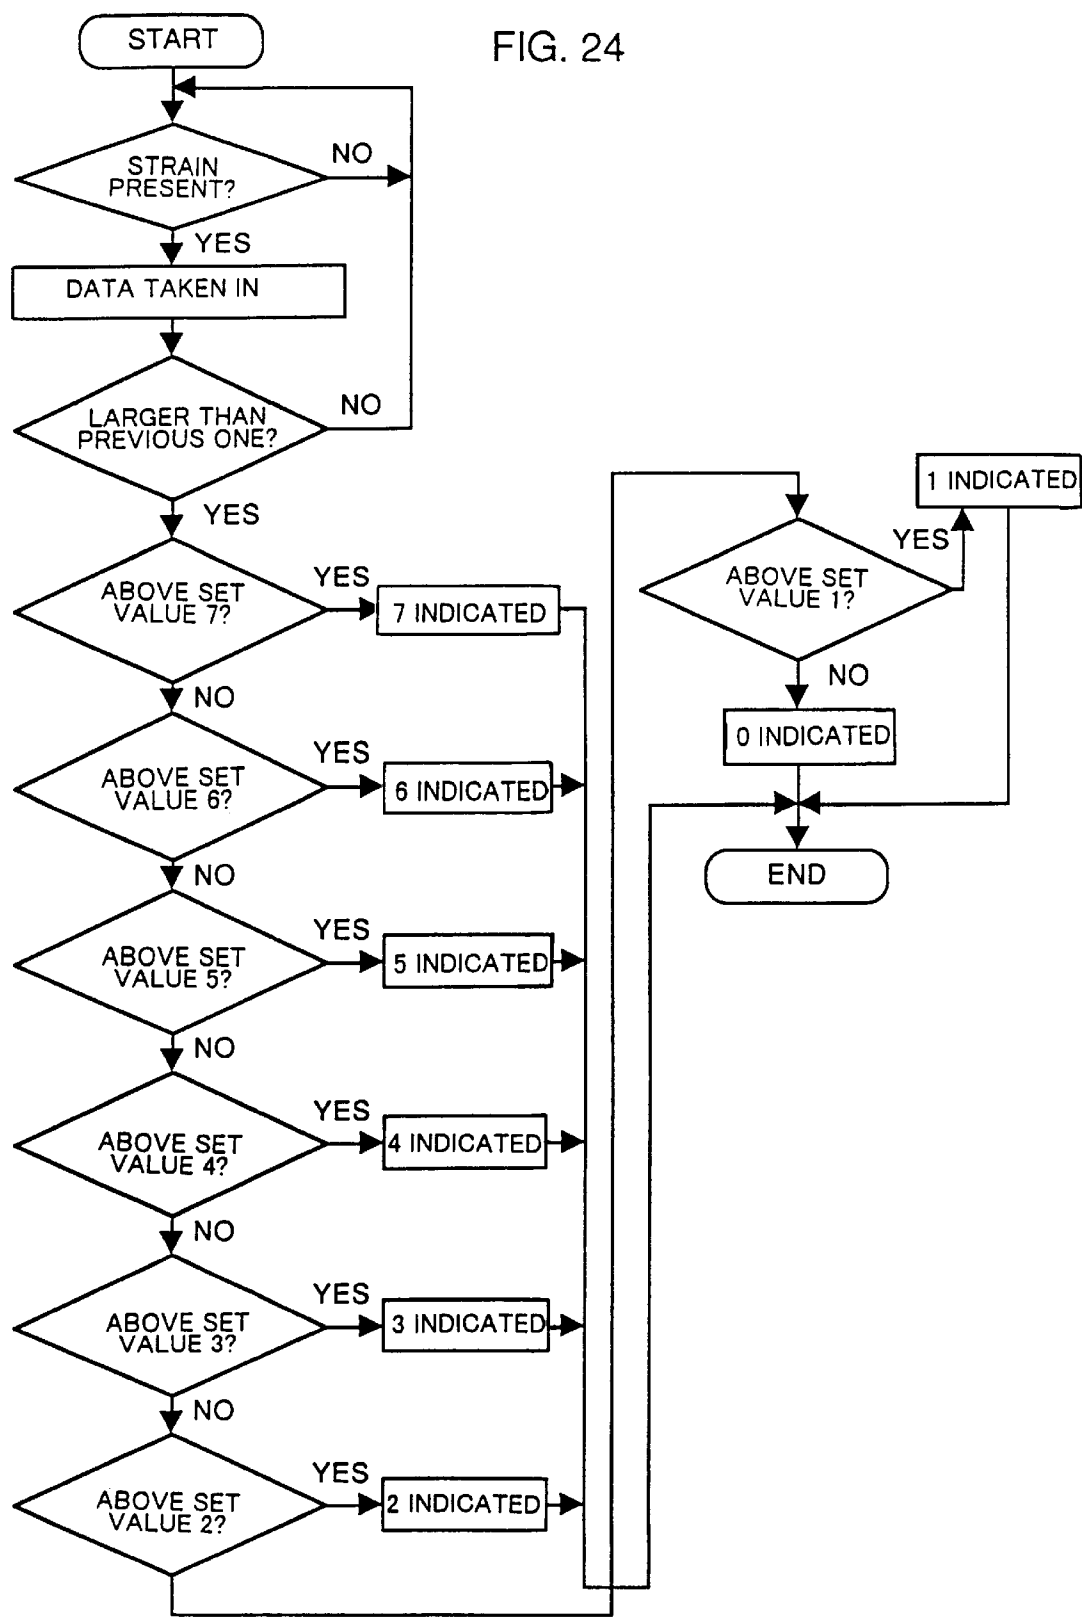 FIG. 24
START
STRAIN
PRESENT?
NO
YES
DATA TAKEN IN
LARGER THAN
PREVIOUS ONE?
NO
YES
ABOVE SET
VALUE 7?
YES
7 INDICATED
NO
ABOVE SET
VALUE 6?
YES
6 INDICATED
NO
ABOVE SET
VALUE 5?
YES
5 INDICATED
NO
ABOVE SET
VALUE 4?
YES
4 INDICATED
NO
ABOVE SET
VALUE 3?
YES
3 INDICATED
NO
ABOVE SET
VALUE 2?
YES
2 INDICATED
ABOVE SET
VALUE 1?
YES
1 INDICATED
NO
0 INDICATED
END